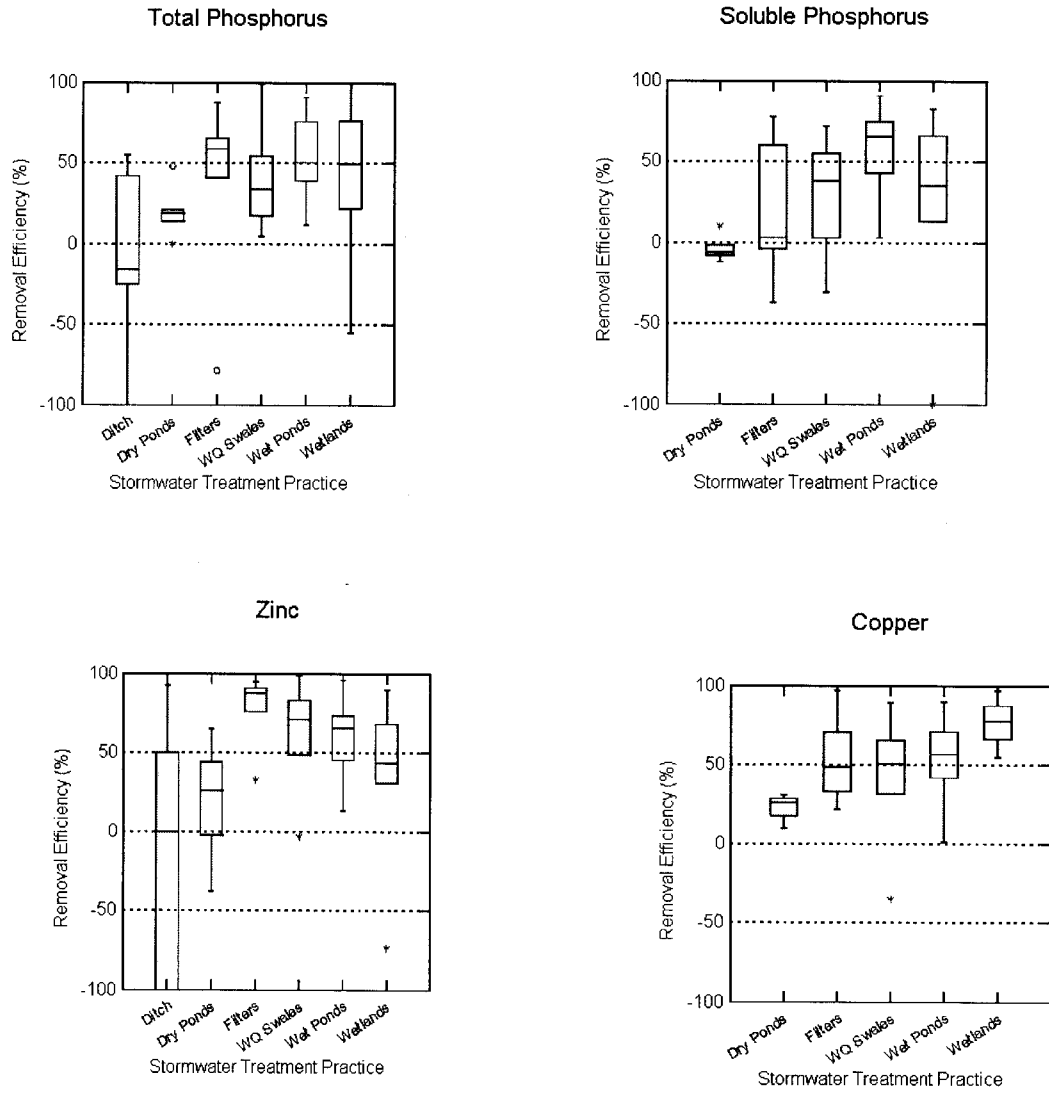 Total Phosphorus
Removal Efficiency (%)
100
50
0
-50
-100
Ditch
Dry Ponds
Filters
WQ Swales
Wet Ponds
Wetlands
Stormwater Treatment Practice
Soluble Phosphorus
Removal Efficiency (%)
100
50
0
-50
-100
Dry Ponds
Filters
WQ Swales
Wet Ponds
Wetlands
Stormwater Treatment Practice
Zinc
Removal Efficiency (%)
100
50
0
-50
-100
Ditch
Dry Ponds
Filters
WQ Swales
Wet Ponds
Wetlands
Stormwater Treatment Practice
Copper
Removal Efficiency (%)
100
50
0
-50
-100
Dry Ponds
Filters
WQ Swales
Wet Ponds
Wetlands
Stormwater Treatment Practice